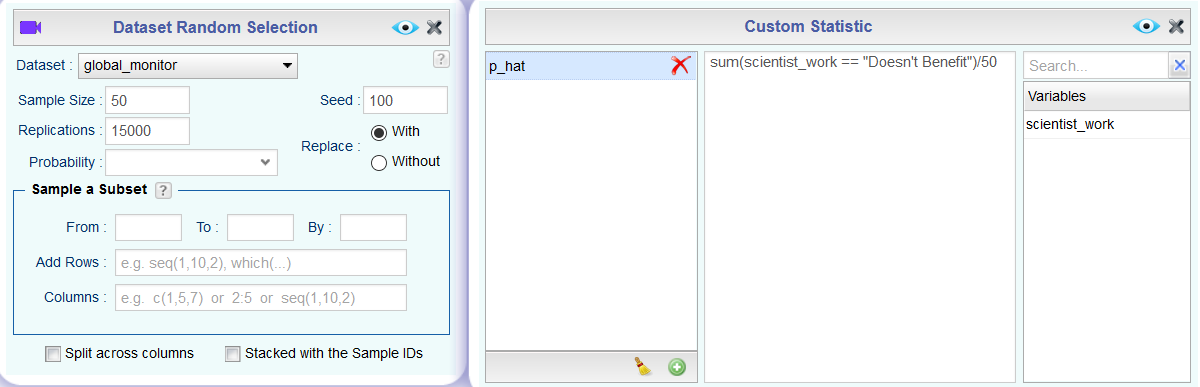 Dataset Random Selection
Dataset : global_monitor
?
Sample Size : 50
Seed : 100
Replications : 15000
Replace :
With
Without
Probability :
Sample a Subset ?
From : To : By :
Add Rows : e.g. seq(1,10,2), which(...)
Columns : e.g. c(1,5,7) or 2:5 or seq(1,10,2)
Split across columns
Stacked with the Sample IDs
Custom Statistic
p_hat
sum(scientist_work == "Doesn't Benefit")/50
Search...
Variables
scientist_work